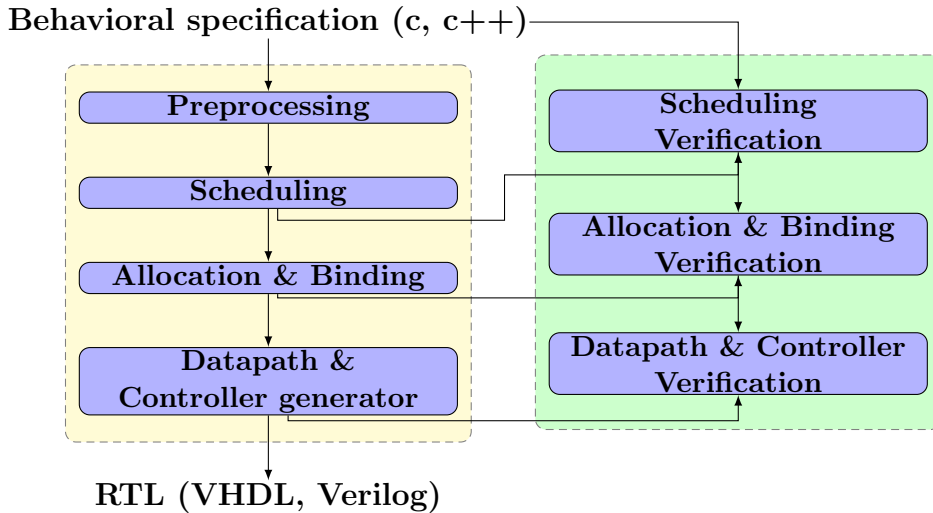 Behavioral specification (c, c++)
Preprocessing
Scheduling
Allocation & Binding
Datapath &
Controller generator
RTL (VHDL, Verilog)
Scheduling
Verification
Allocation & Binding
Verification
Datapath & Controller
Verification